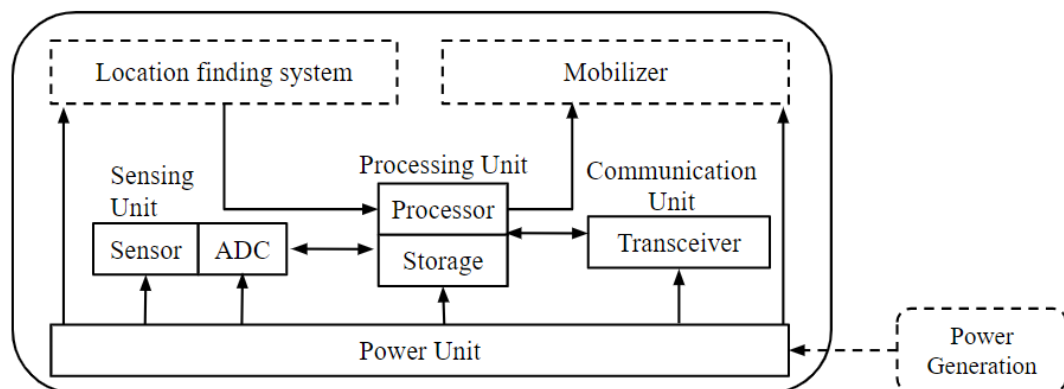 Location finding system
Mobilizer
Sensing
Unit
Processing Unit
Communication
Unit
Sensor
ADC
Processor
Storage
Transceiver
Power Unit
Power
Generation